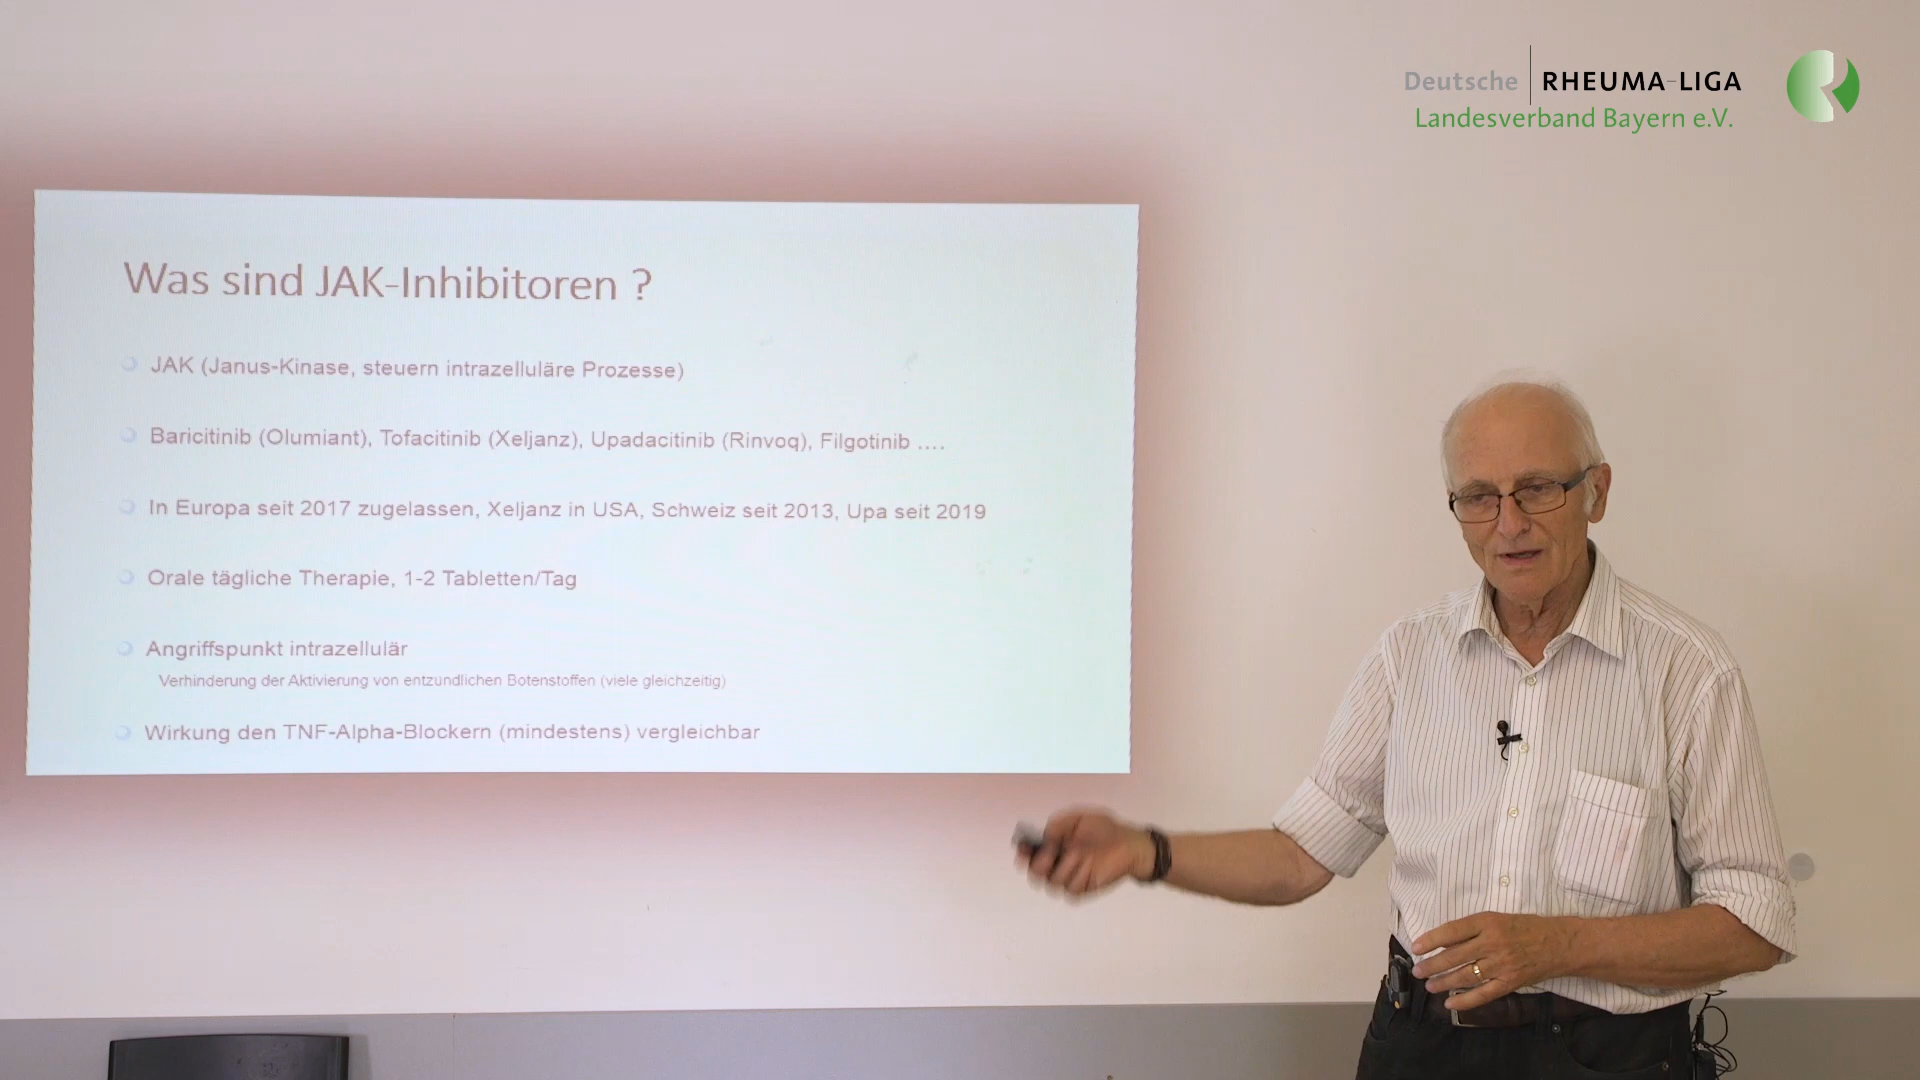 Deutsche RHEUMA-LIGA
Landesverband Bayern e.V.
Was sind JAK-Inhibitoren ?
JAK (Janus-Kinase, steuern intrazelluläre Prozesse)
Baricitinib (Olumiant), Tofacitinib (Xeljanz), Upadacitinib (Rinvoq), Filgotinib ....
In Europa seit 2017 zugelassen, Xeljanz in USA, Schweiz seit 2013, Upa seit 2019
Orale tägliche Therapie, 1-2 Tabletten/Tag
Angriffspunkt intrazellulär
Verhinderung der Aktivierung von entzündlichen Botenstoffen (viele gleichzeitig)
Wirkung den TNF-Alpha-Blockern (mindestens) vergleichbar